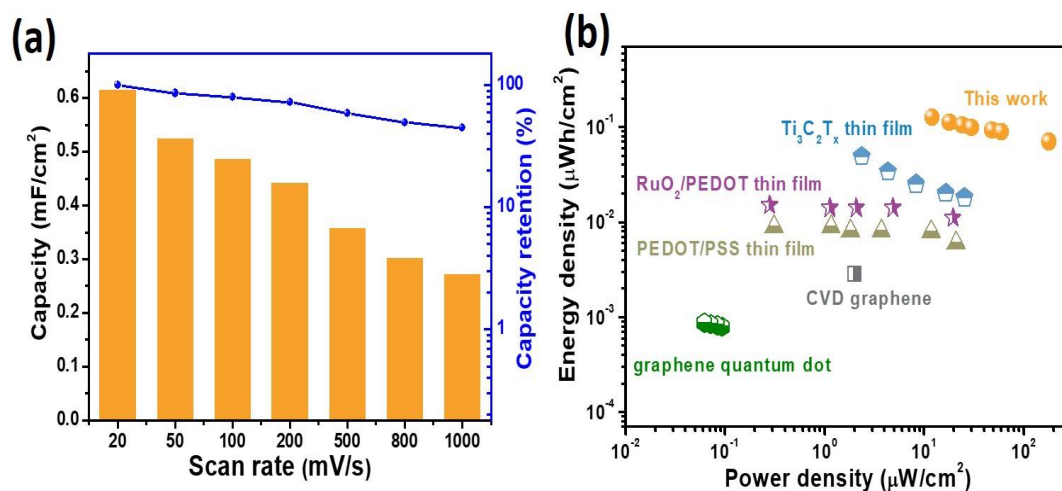 (a)
Capacity (mF/cm²)
0.6
0.5
0.4
0.3
0.2
0.1
0.0
20 50 100 200 500 800 1000
Scan rate (mV/s)
100
10
1
Capacity retention (%)
(b)
Energy density (μWh/cm²)
10⁻¹
10⁻²
10⁻³
10⁻⁴
This work
Ti₃C₂Tₓ thin film
RuO₂/PEDOT thin film
PEDOT/PSS thin film
CVD graphene
graphene quantum dot
10⁻² 10⁻¹ 10⁰ 10¹ 10²
Power density (μW/cm²)